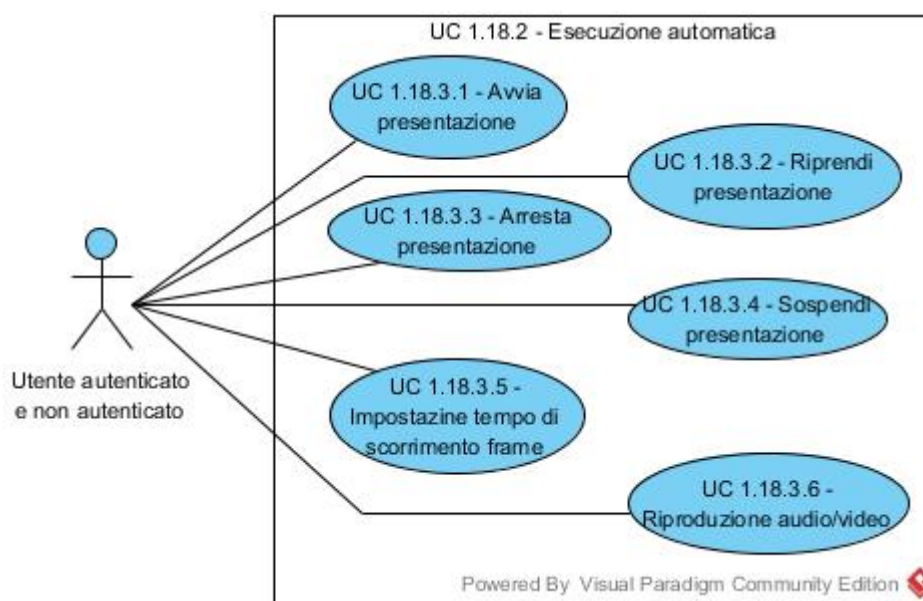 UC 1.18.2 - Esecuzione automatica
UC 1.18.3.1 - Avvia
presentazione
UC 1.18.3.2 - Riprendi
presentazione
UC 1.18.3.3 - Arresta
presentazione
UC 1.18.3.4 - Sospendi
presentazione
Utente autenticato
e non autenticato
UC 1.18.3.5 -
Impostazine tempo di
scorrimento frame
UC 1.18.3.6 -
Riproduzione audio/video
Powered By Visual Paradigm Community Edition